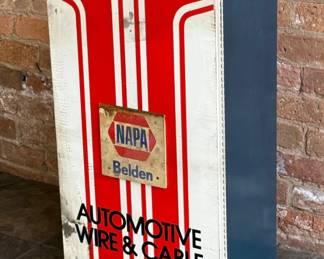 NAPA
Belden
AUTOMOTIVE
WIRE & CABLE